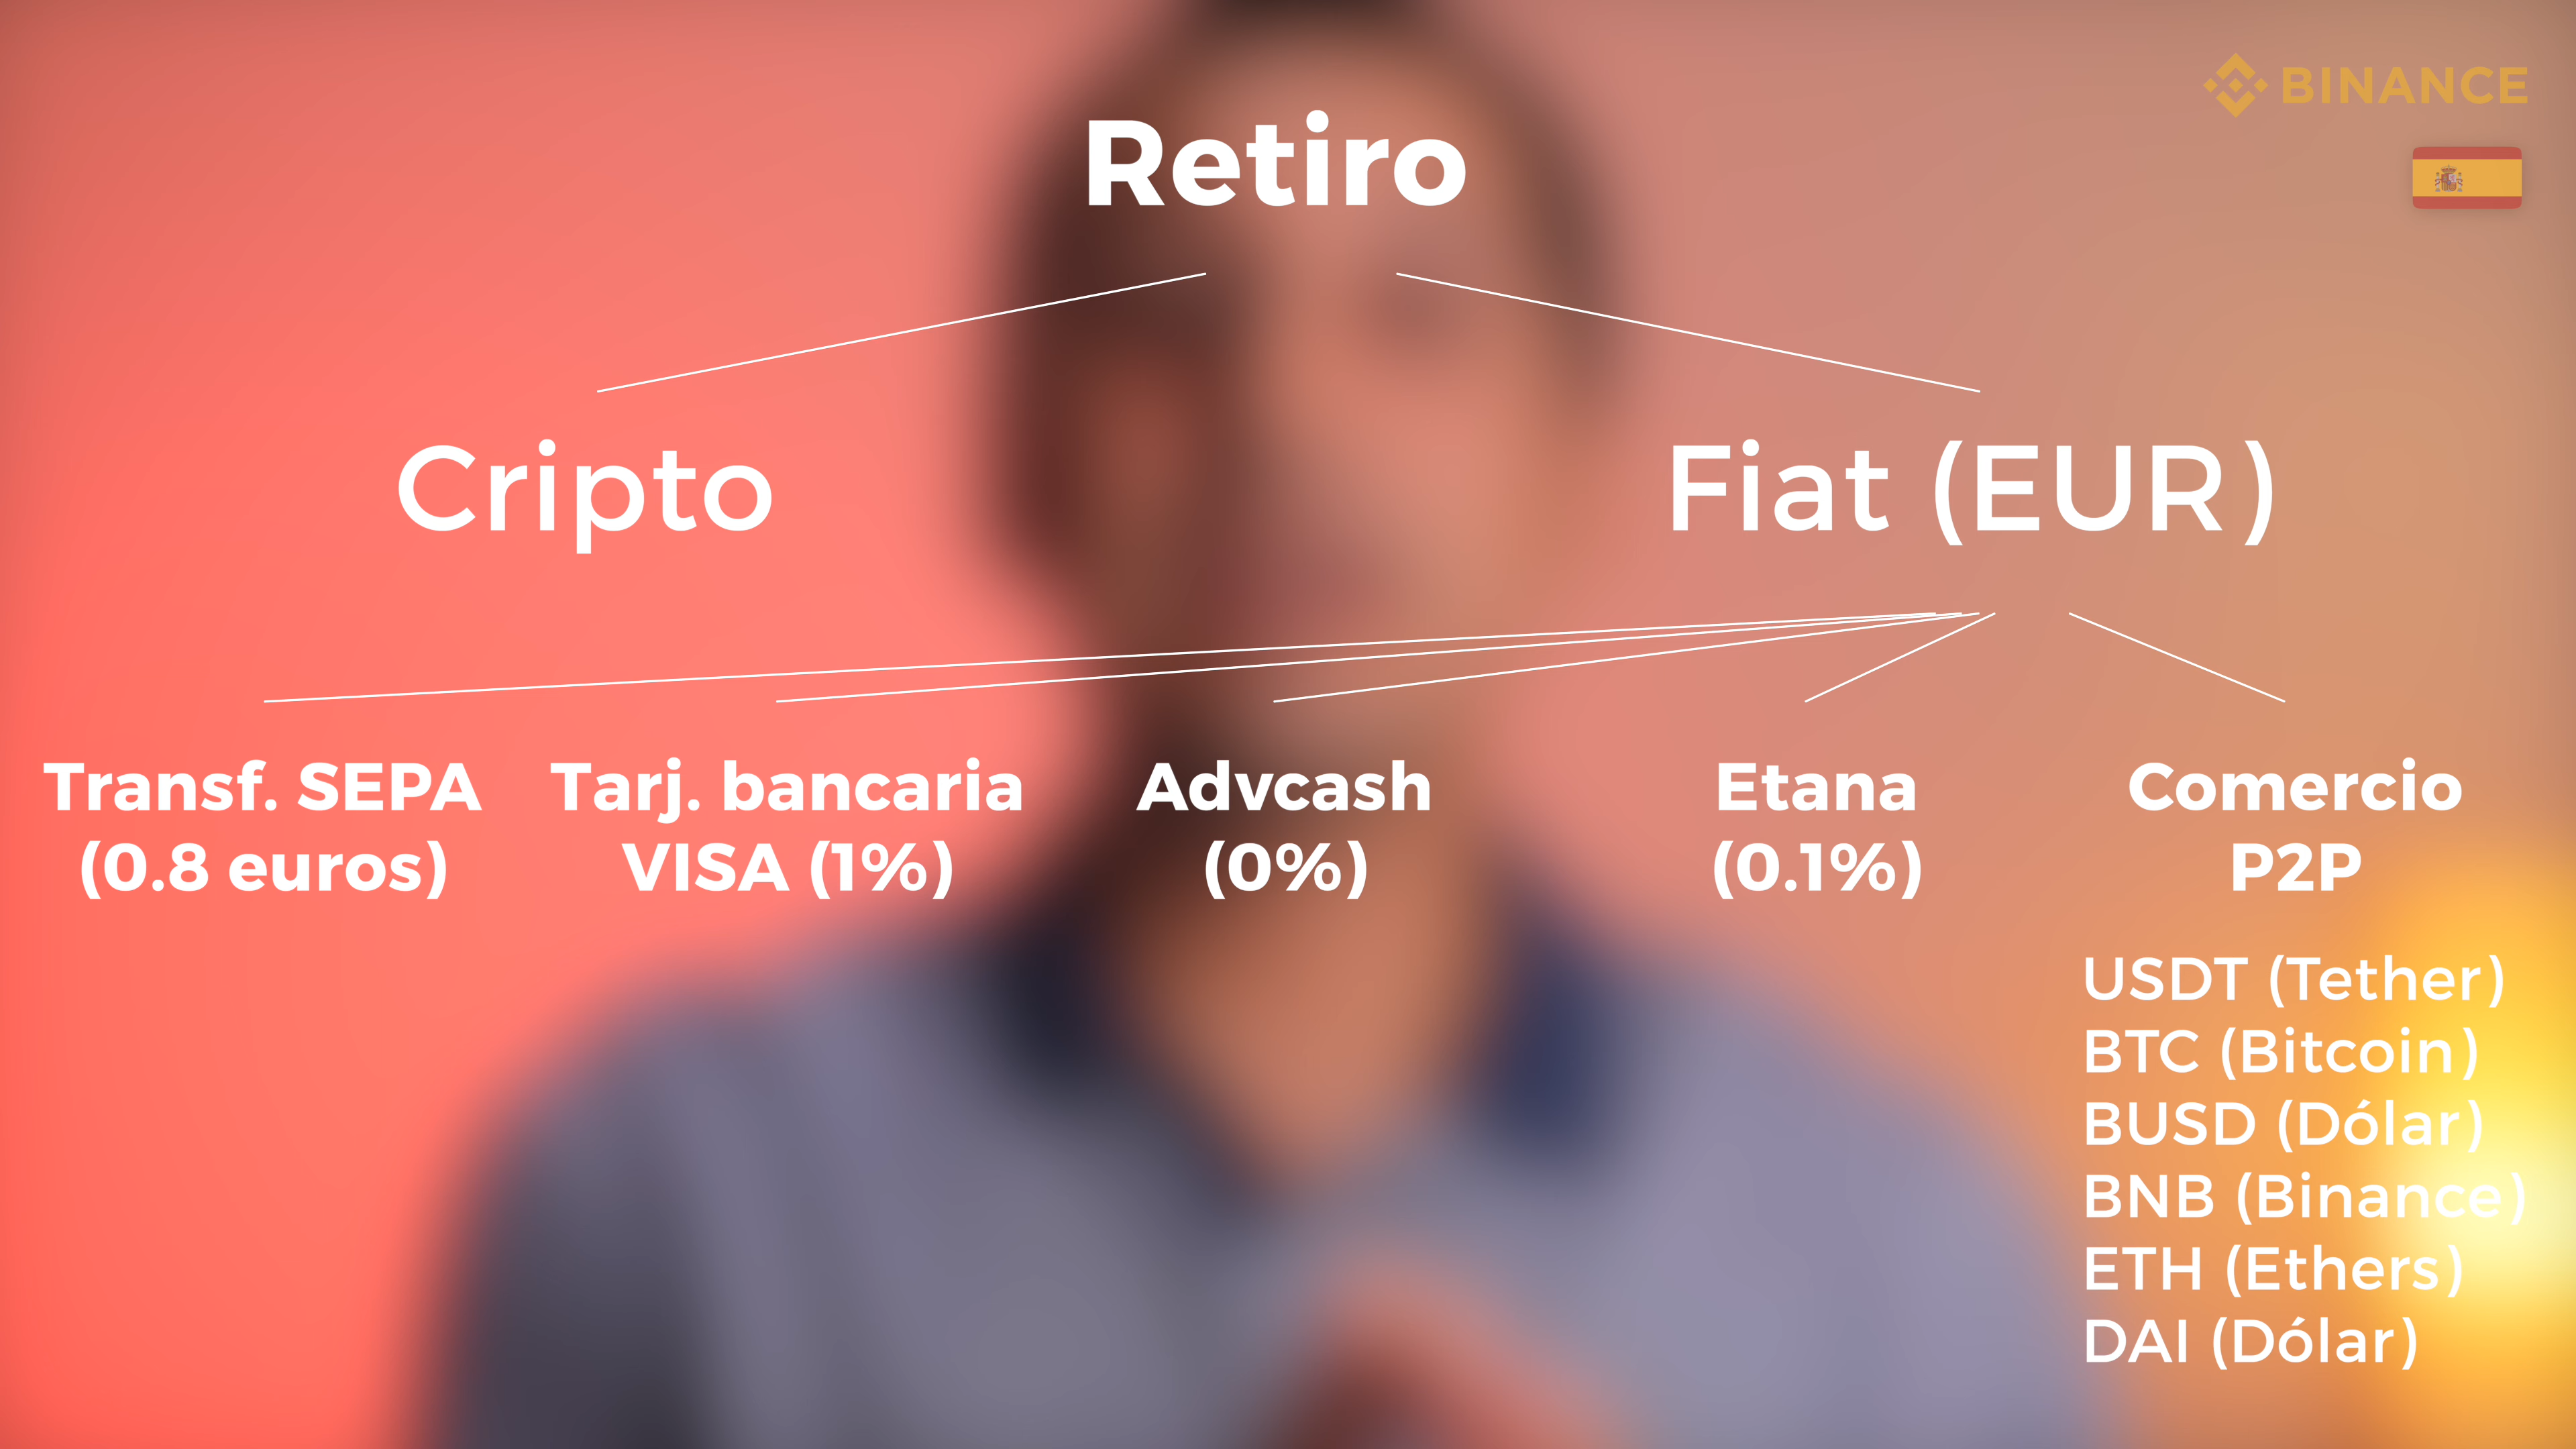 BINANCE
Retiro
Cripto
Fiat (EUR)
Transf. SEPA
(0.8 euros)
Tarj. bancaria
VISA (1%)
Advcash
(0%)
Etana
(0.1%)
Comercio
P2P
USDT (Tether)
BTC (Bitcoin)
BUSD (Dólar)
BNB (Binance)
ETH (Ethers)
DAI (Dólar)